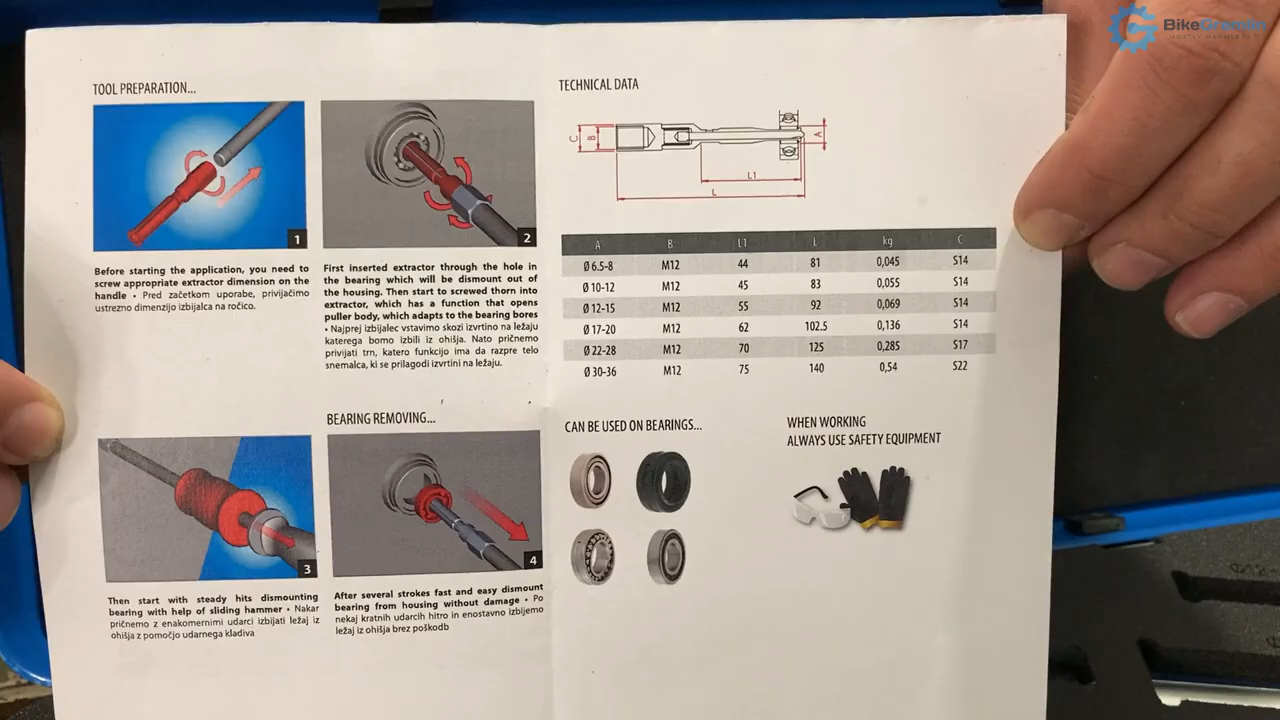 BikeGremlin
TOOL PREPARATION...
1
2
Before starting the application, you need to
screw appropriate extractor dimension on the
handle • Pred začetkom uporabe, privijačimo
ustrezno dimenzijo izbijalca na ročico.
First inserted extractor through the hole in
the bearing which will be dismount out of
the housing. Then start to screwed thorn into
extractor, which has a function that opens
puller body, which adapts to the bearing bores
• Najprej izbijalec vstavimo skozi izvrtino na ležaju
katerega bomo izbili iz ohišja. Nato pričnemo
privijati trn, katero funkcijo ima da razpre telo
snemalca, ki se prilagodi izvrtini na ležaju.
BEARING REMOVING...
3
4
Then start with steady hits dismounting
bearing with help of sliding hammer • Nakar
pričnemo z enakomernimi udarci izbijati ležaj iz
ohišja z pomočjo udarnega kladiva
After several strokes fast and easy dismount
bearing from housing without damage • Po
nekaj kratnih udarcih hitro in enostavno izbijemo
ležaj iz ohišja brez poškodb
TECHNICAL DATA
C B A
L1
L
A B L1 L kg C
Ø 6.5-8 M12 44 81 0,045 S14
Ø 10-12 M12 45 83 0,055 S14
Ø 12-15 M12 55 92 0,069 S14
Ø 17-20 M12 62 102.5 0,136 S14
Ø 22-28 M12 70 125 0,285 S17
Ø 30-36 M12 75 140 0,54 S22
CAN BE USED ON BEARINGS...
WHEN WORKING
ALWAYS USE SAFETY EQUIPMENT